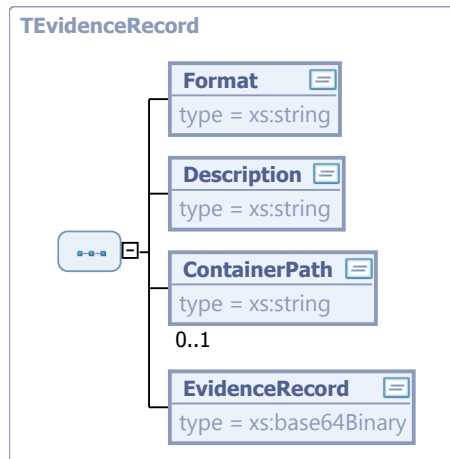 TEvidenceRecord
Format
type = xs:string
Description
type = xs:string
ContainerPath
type = xs:string
0..1
EvidenceRecord
type = xs:base64Binary